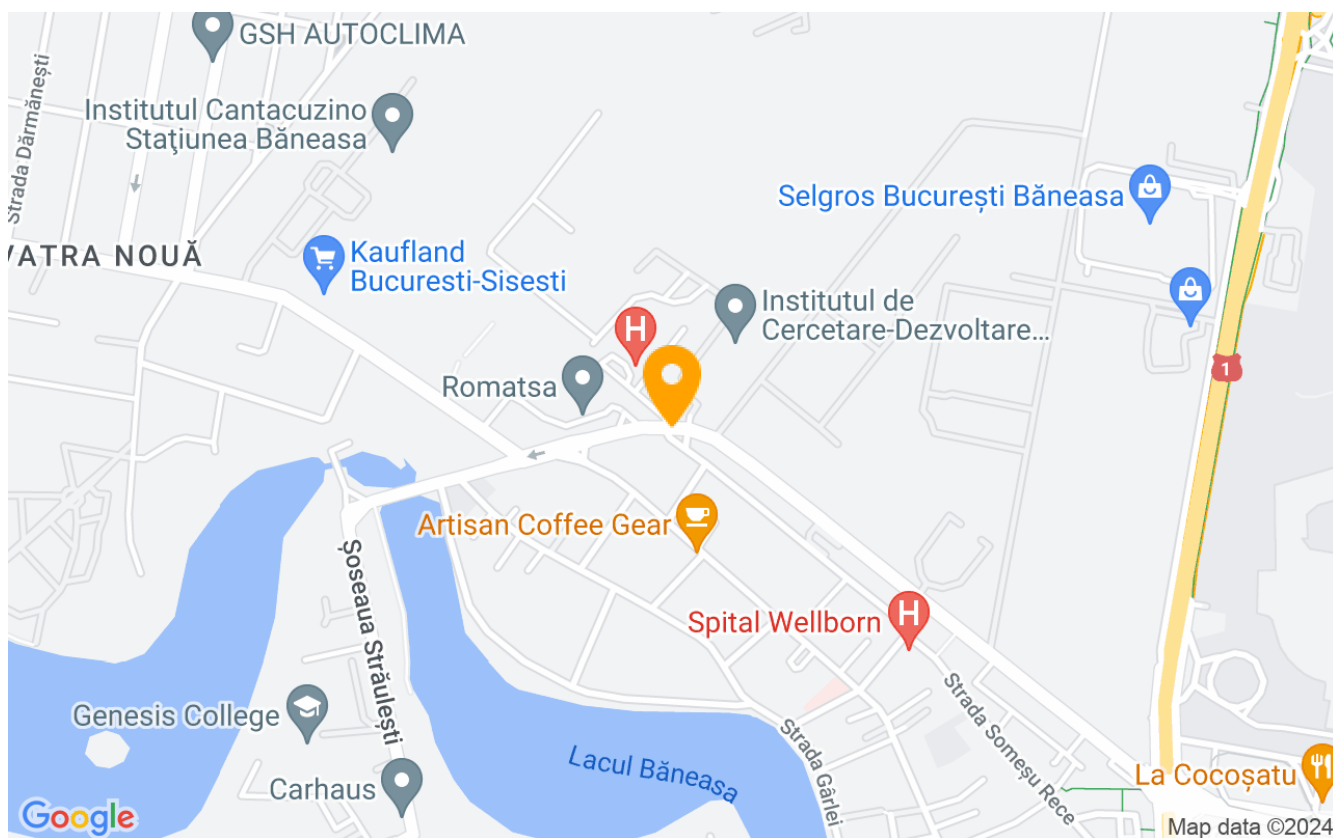 GSH AUTOCLIMA
Institutul Cantacuzino
Staţiunea Băneasa
Strada Dărmănești
VATRA NOUĂ
Kaufland
Bucuresti-Sisesti
Selgros București Băneasa
H
Institutul de
Cercetare-Dezvoltare...
1
Romatsa
Artisan Coffee Gear
Șoseaua Străulești
Spital Wellborn
H
Genesis College
Strada Someșu Rece
Strada Gârlei
Lacul Băneasa
Carhaus
La Cocoșatu
Google
Map data ©2024